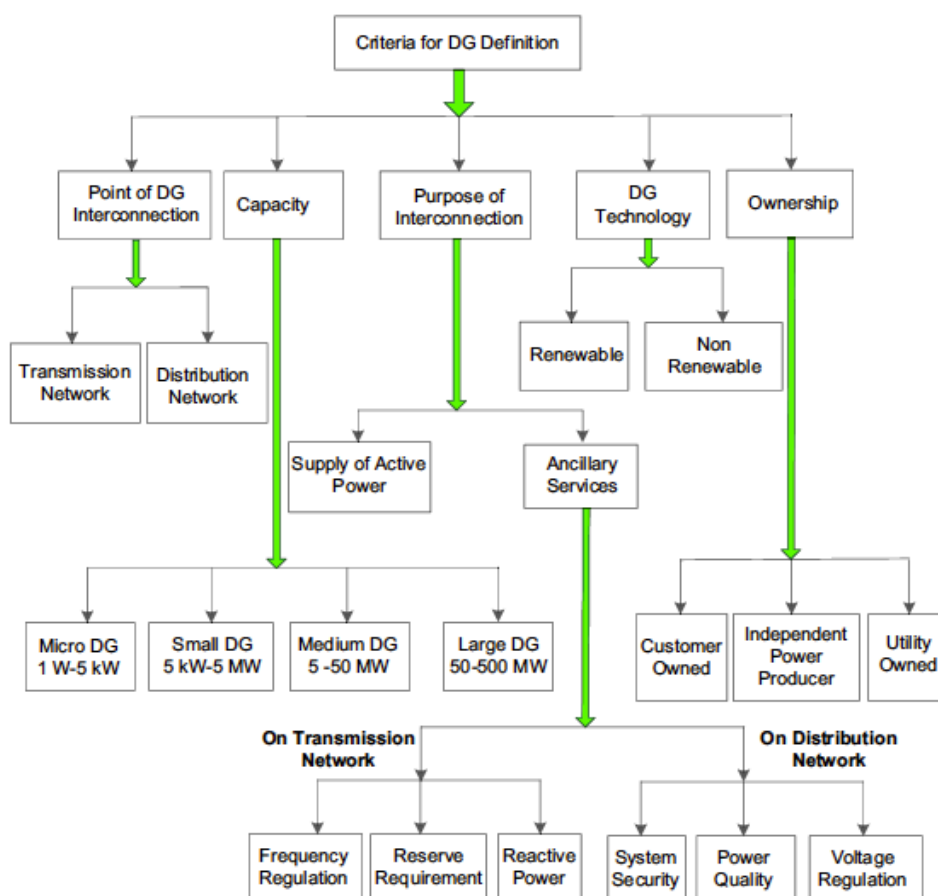 Criteria for DG Definition
Point of DG
Interconnection
Capacity
Purpose of
Interconnection
DG
Technology
Ownership
Transmission
Network
Distribution
Network
Renewable
Non
Renewable
Supply of Active
Power
Ancillary
Services
Micro DG
1 W-5 kW
Small DG
5 kW-5 MW
Medium DG
5 -50 MW
Large DG
50-500 MW
Customer
Owned
Independent
Power
Producer
Utility
Owned
On Transmission
Network
On Distribution
Network
Frequency
Regulation
Reserve
Requirement
Reactive
Power
System
Security
Power
Quality
Voltage
Regulation